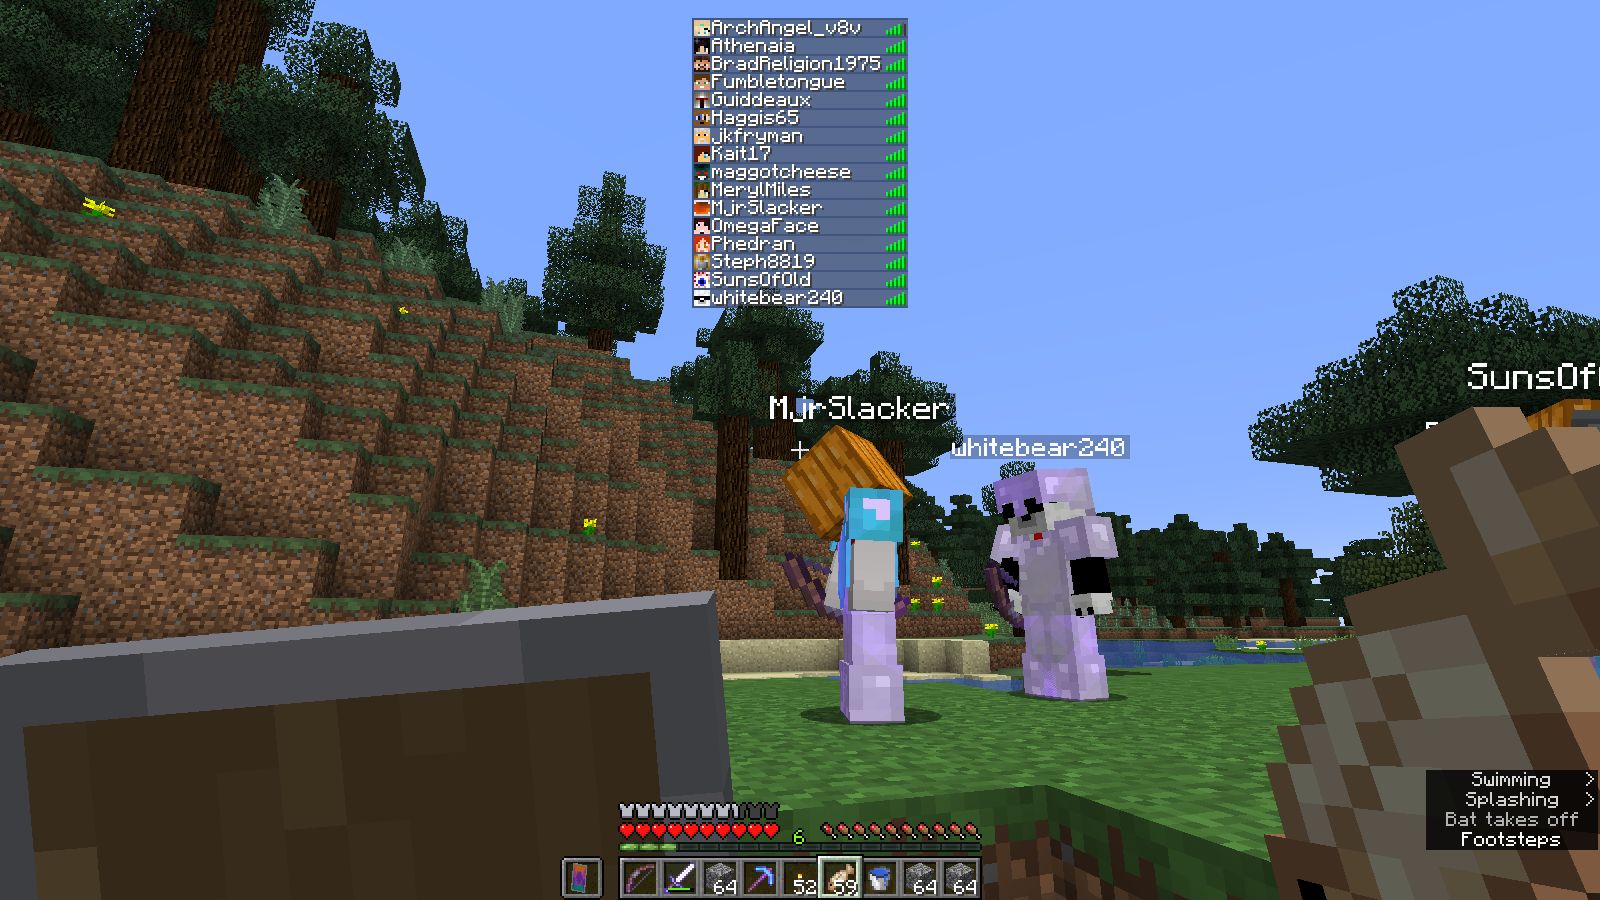 ArchAngel_v8v
Athenaia
BradReligion1975
Fumbletongue
Guiddeaux
Haggis65
jkfryman
Kait17
maggotcheese
MerylMiles
MjrSlacker
OmegaFace
Phedran
Steph8819
SunsOfOld
whitebear240
SunsOf
MjrSlacker
whitebear240
Swimming >
Splashing >
Bat takes off
Footsteps
6
64 52 59 64 64